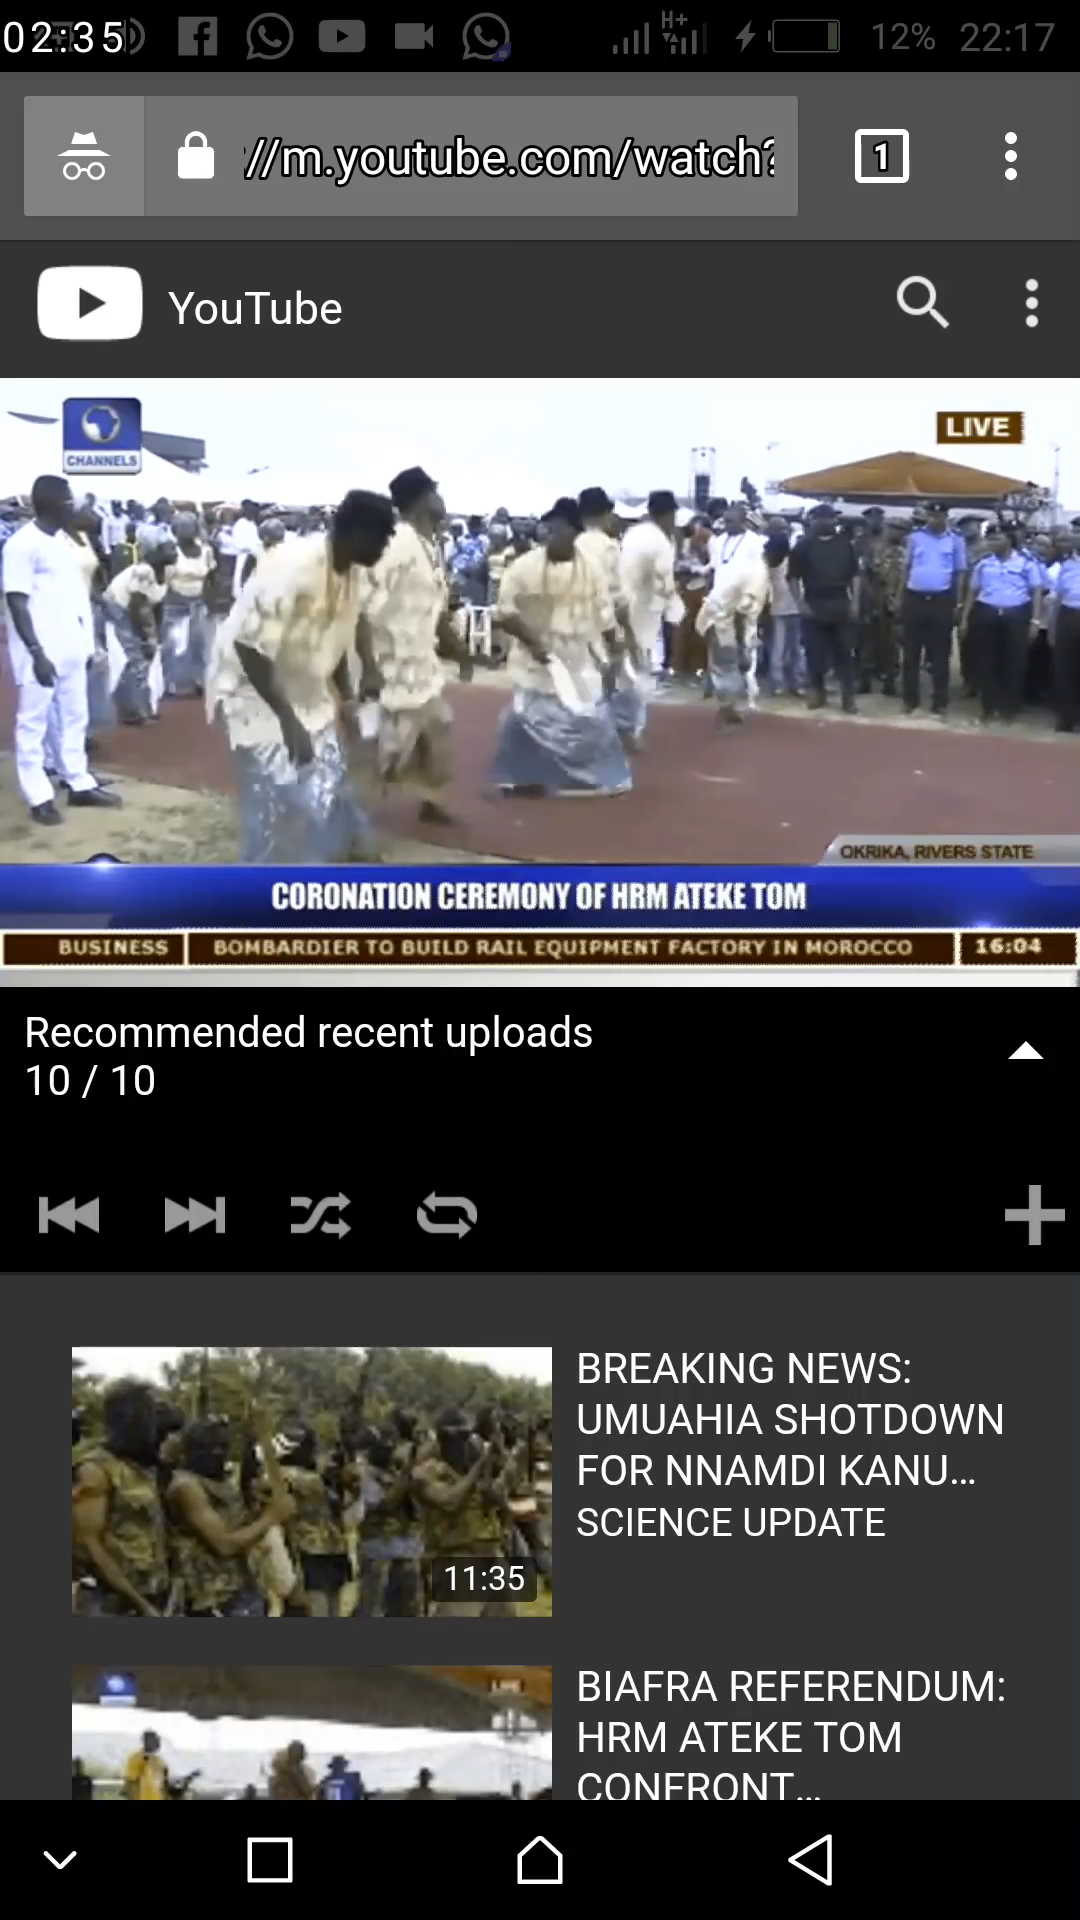 02:35
H+
12% 22:17
://m.youtube.com/watch?
1
YouTube
CHANNELS
LIVE
OKRIKA, RIVERS STATE
CORONATION CEREMONY OF HRM ATEKE TOM
BUSINESS BOMBARDIER TO BUILD RAIL EQUIPMENT FACTORY IN MOROCCO 16:04
Recommended recent uploads
10 / 10
BREAKING NEWS:
UMUAHIA SHOTDOWN
FOR NNAMDI KANU...
SCIENCE UPDATE
11:35
LIVE
BIAFRA REFERENDUM:
HRM ATEKE TOM
CONFRONT...